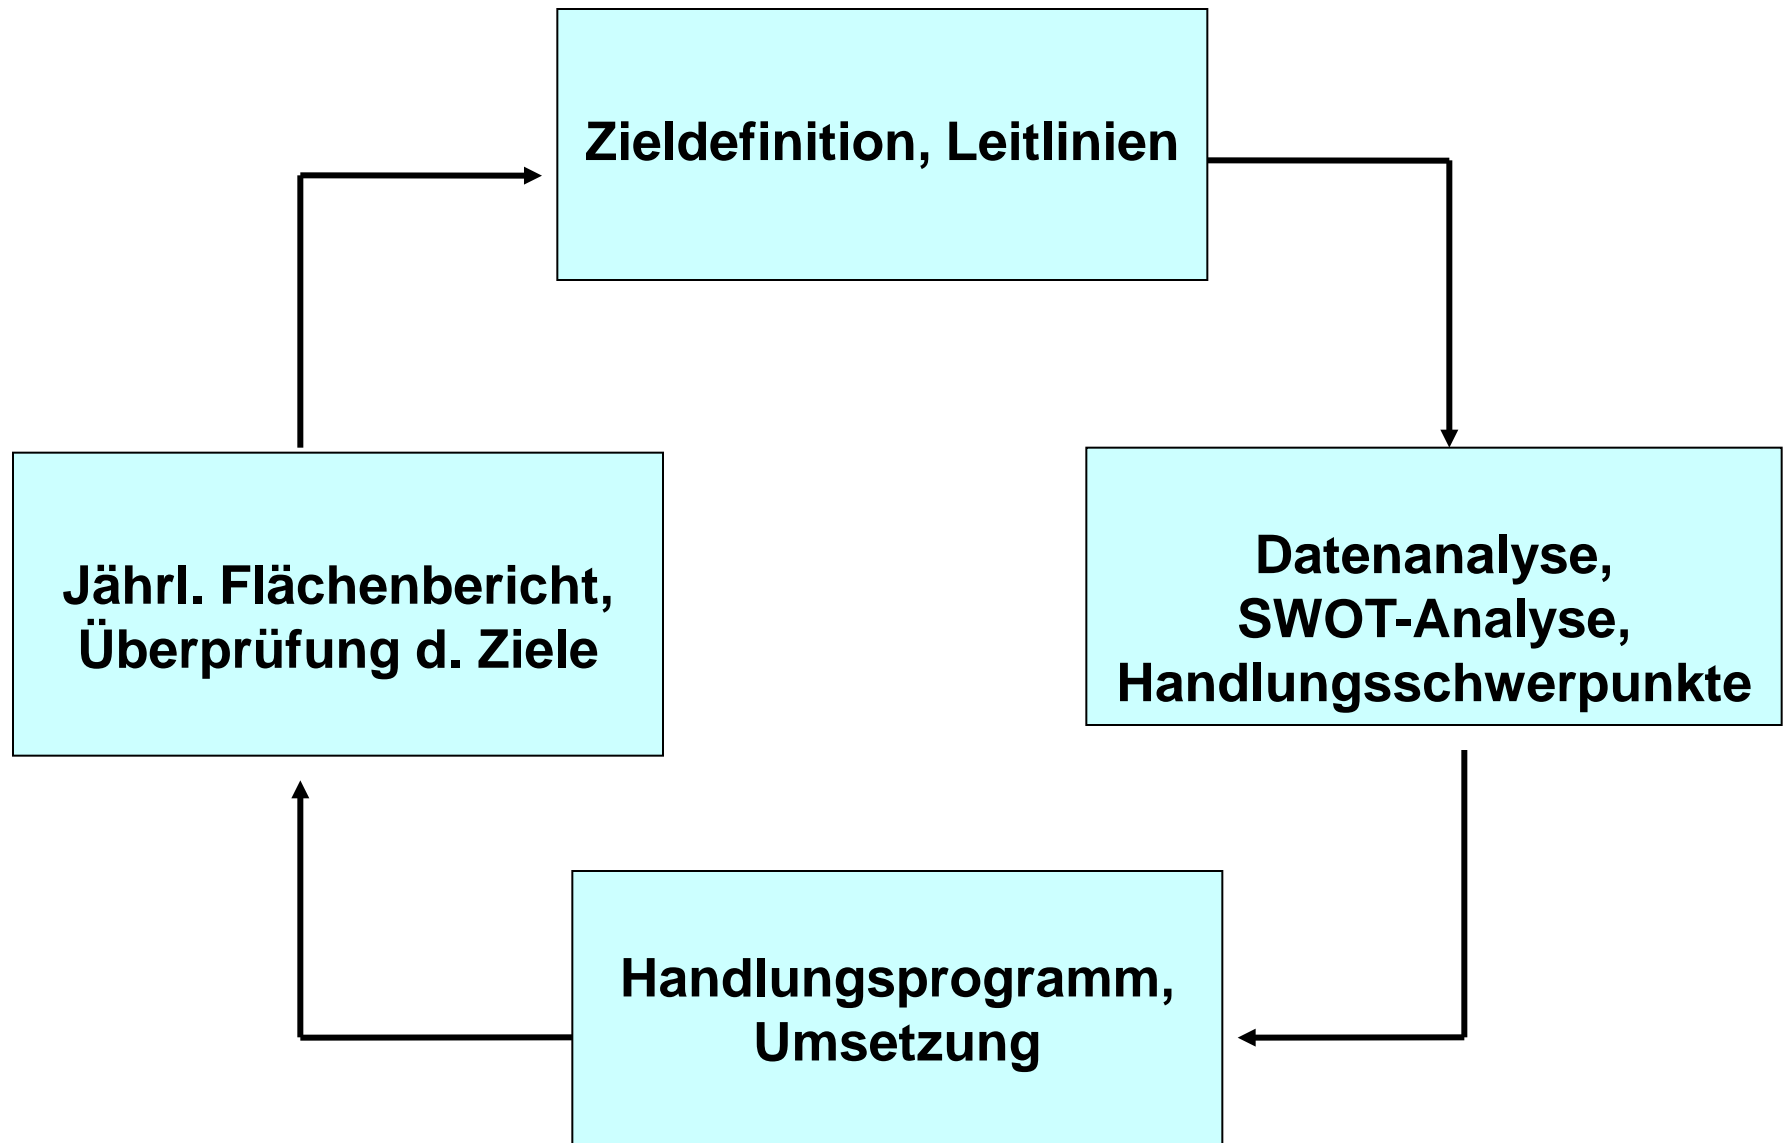 Zieldefinition, Leitlinien
Jährl. Flächenbericht,
Überprüfung d. Ziele
Datenanalyse,
SWOT-Analyse,
Handlungsschwerpunkte
Handlungsprogramm,
Umsetzung